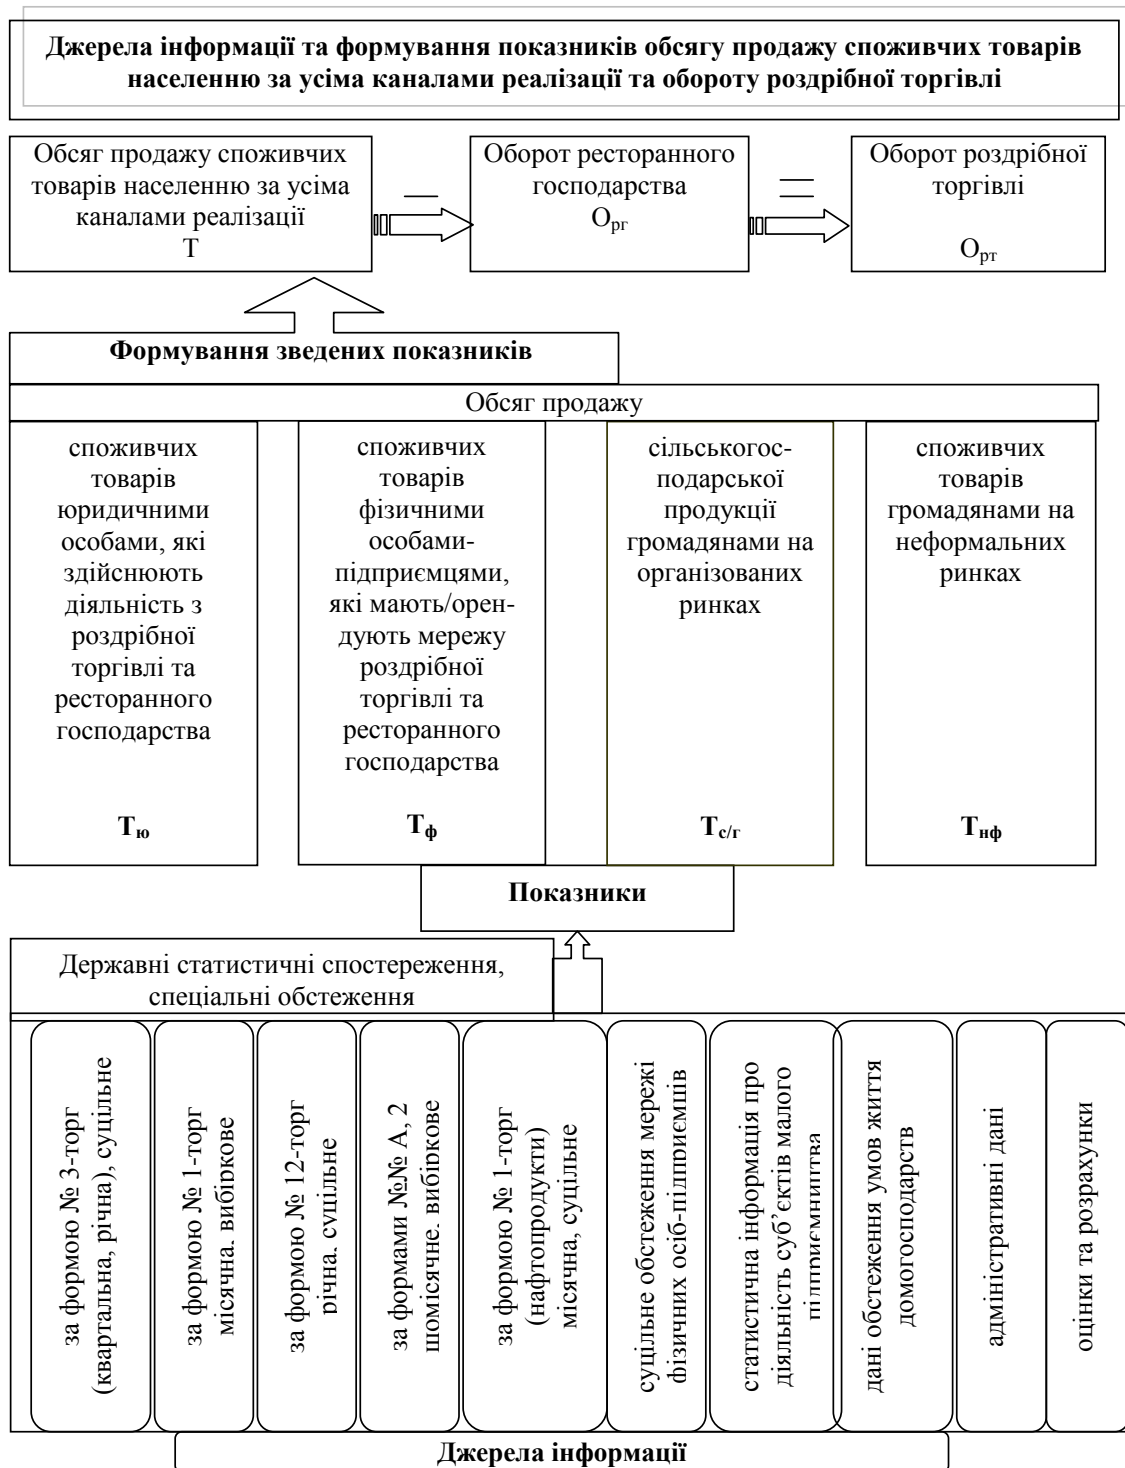 Джерела інформації та формування показників обсягу продажу споживчих товарів
населенню за усіма каналами реалізації та обороту роздрібної торгівлі
Обсяг продажу споживчих
товарів населенню за усіма
каналами реалізації
Т
Оборот ресторанного
господарства
Орг
Оборот роздрібної
торгівлі
Орт
Формування зведених показників
Обсяг продажу
споживчих
товарів
юридичними
особами, які
здійснюють
діяльність з
роздрібної
торгівлі та
ресторанного
господарства
Тю
споживчих
товарів
фізичними
особами-
підприємцями,
які мають/орен-
дують мережу
роздрібної
торгівлі та
ресторанного
господарства
Тф
сільськогос-
подарської
продукції
громадянами на
організованих
ринках
Тс/г
споживчих
товарів
громадянами на
неформальних
ринках
Тнф
Показники
Державні статистичні спостереження,
спеціальні обстеження
за формою № 3-торг
(квартальна, річна), суцільне
за формою № 1-торг
місячна, вибіркове
за формою № 12-торг
річна, суцільне
за формами №№ А, 2
щомісячне, вибіркове
за формою № 1-торг
(нафтопродукти)
місячна, суцільне
суцільне обстеження мережі
фізичних осіб-підприємців
статистична інформація про
діяльність суб’єктів малого
підприємництва
дані обстеження умов життя
домогосподарств
адміністративні дані
оцінки та розрахунки
Джерела інформації